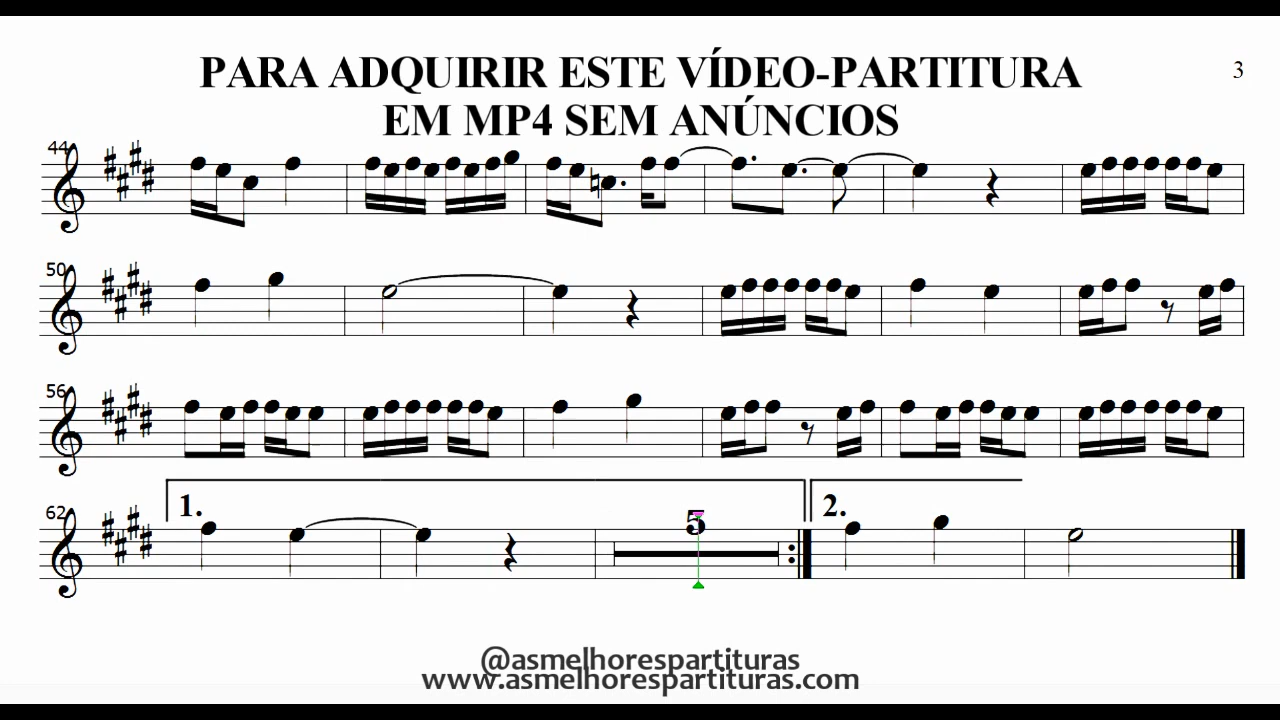 PARA ADQUIRIR ESTE VÍDEO-PARTITURA
3
EM MP4 SEM ANÚNCIOS
44
50
56
62
1.
5
2.
@asmelhorespartituras
www.asmelhorespartituras.com